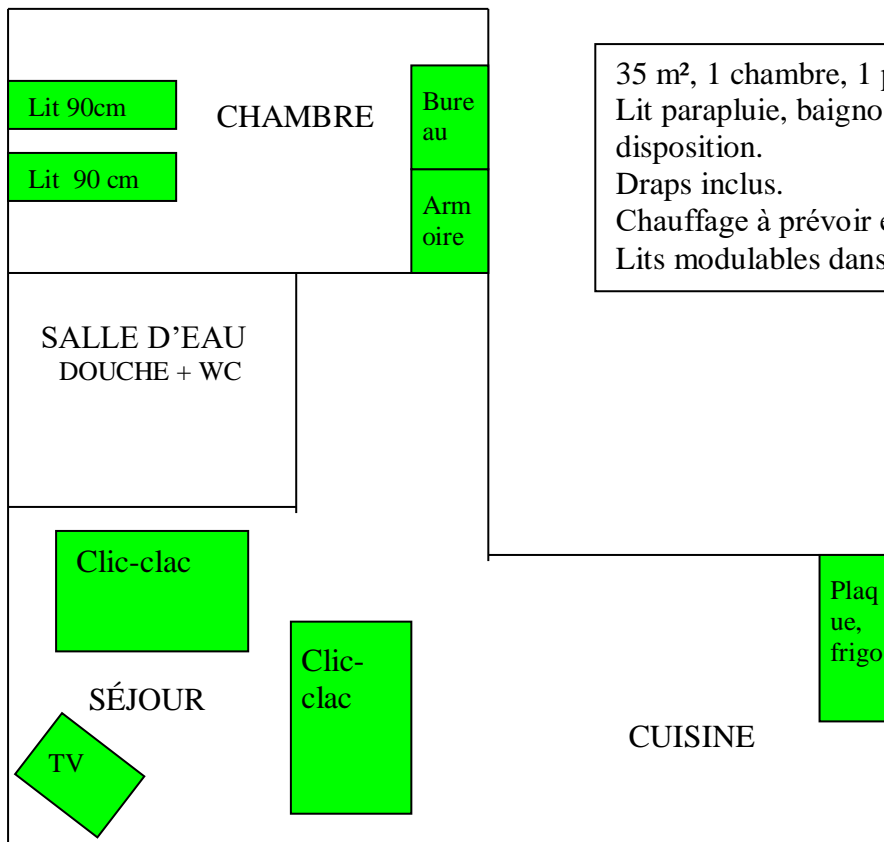 35 m², 1 chambre, 1
Lit parapluie,
disposition.
Draps inclus.
Chauffage à prévoir
Lits modulables dans
Lit 90cm
CHAMBRE
Bure
au
Lit 90 cm
Arm
oire
SALLE D’EAU
DOUCHE + WC
Clic-clac
Clic-
clac
Plaq
ue,
frigo
SÉJOUR
TV
CUISINE